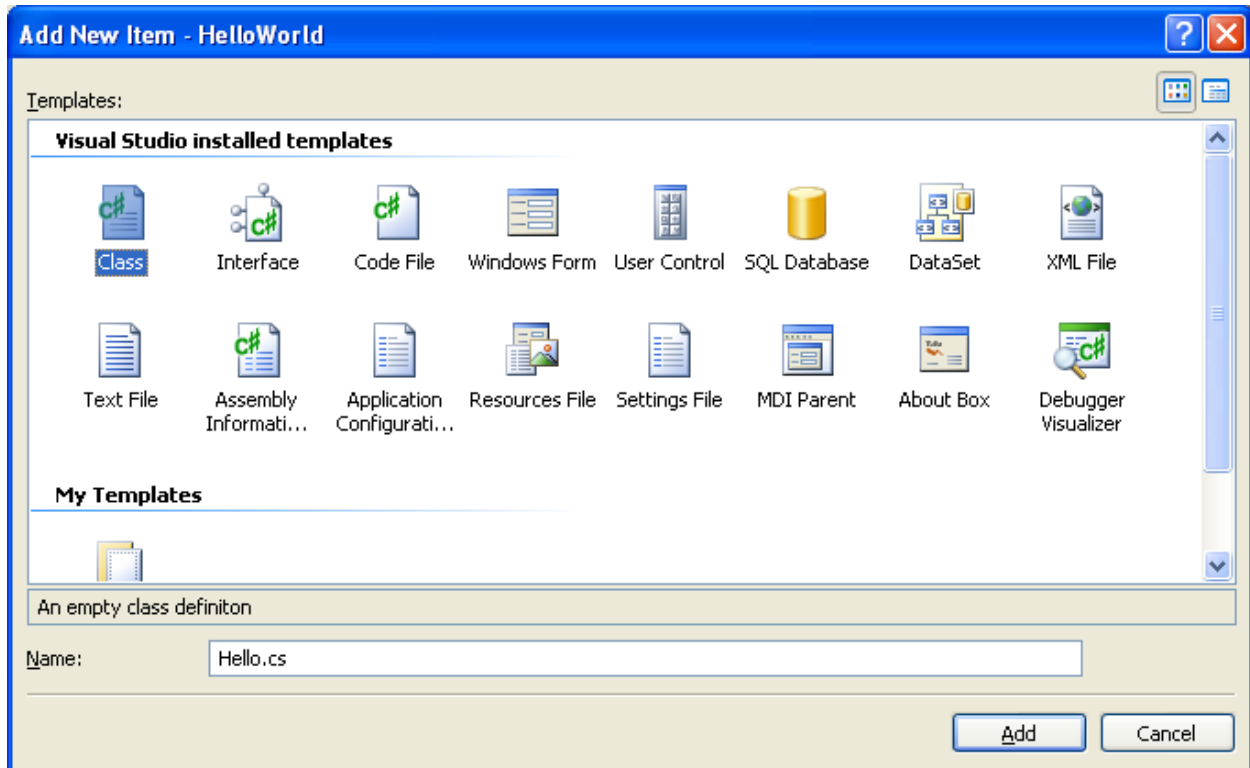 Add New Item - HelloWorld
Templates:
Visual Studio installed templates
Class Interface Code File Windows Form User Control SQL Database DataSet XML File
Text File Assembly Informati... Application Configurati... Resources File Settings File MDI Parent About Box Debugger Visualizer
My Templates
An empty class definiton
Name: Hello.cs
Add Cancel